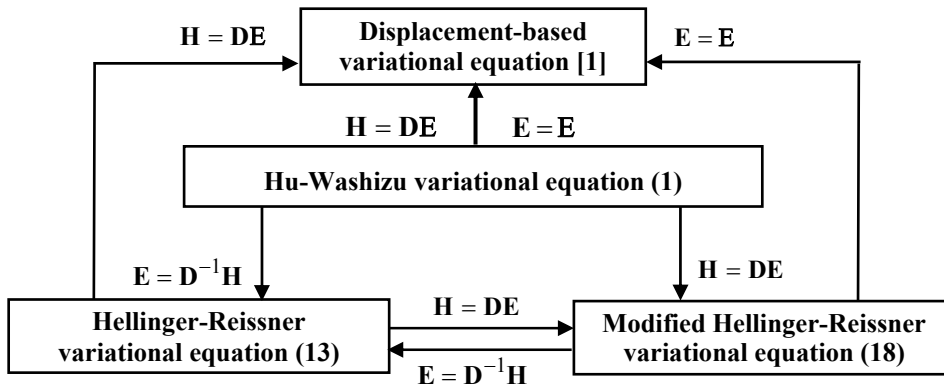 H = D𝙴
Displacement-based
variational equation [1]
E = 𝙴
H = D𝙴
E = 𝙴
Hu-Washizu variational equation (1)
E = D⁻¹H
H = DE
Hellinger-Reissner
variational equation (13)
H = DE
E = D⁻¹H
Modified Hellinger-Reissner
variational equation (18)